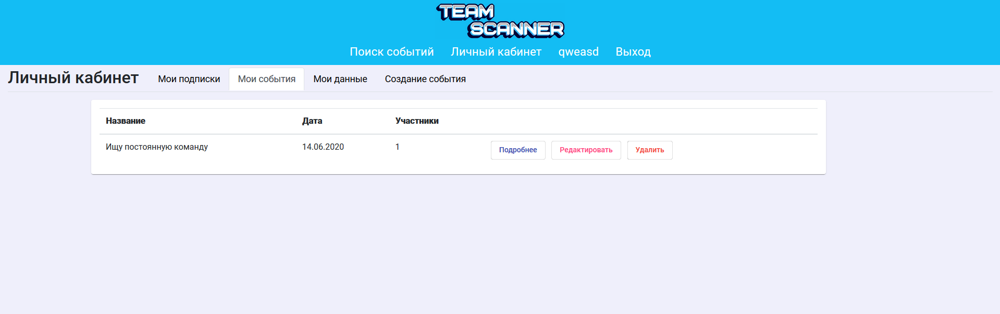 TEAM
SCANNER
Поиск событий Личный кабинет qweasd Выход
Личный кабинет Мои подписки Мои события Мои данные Создание события
Название Дата Участники
Ищу постоянную команду 14.06.2020 1 Подробнее Редактировать Удалить